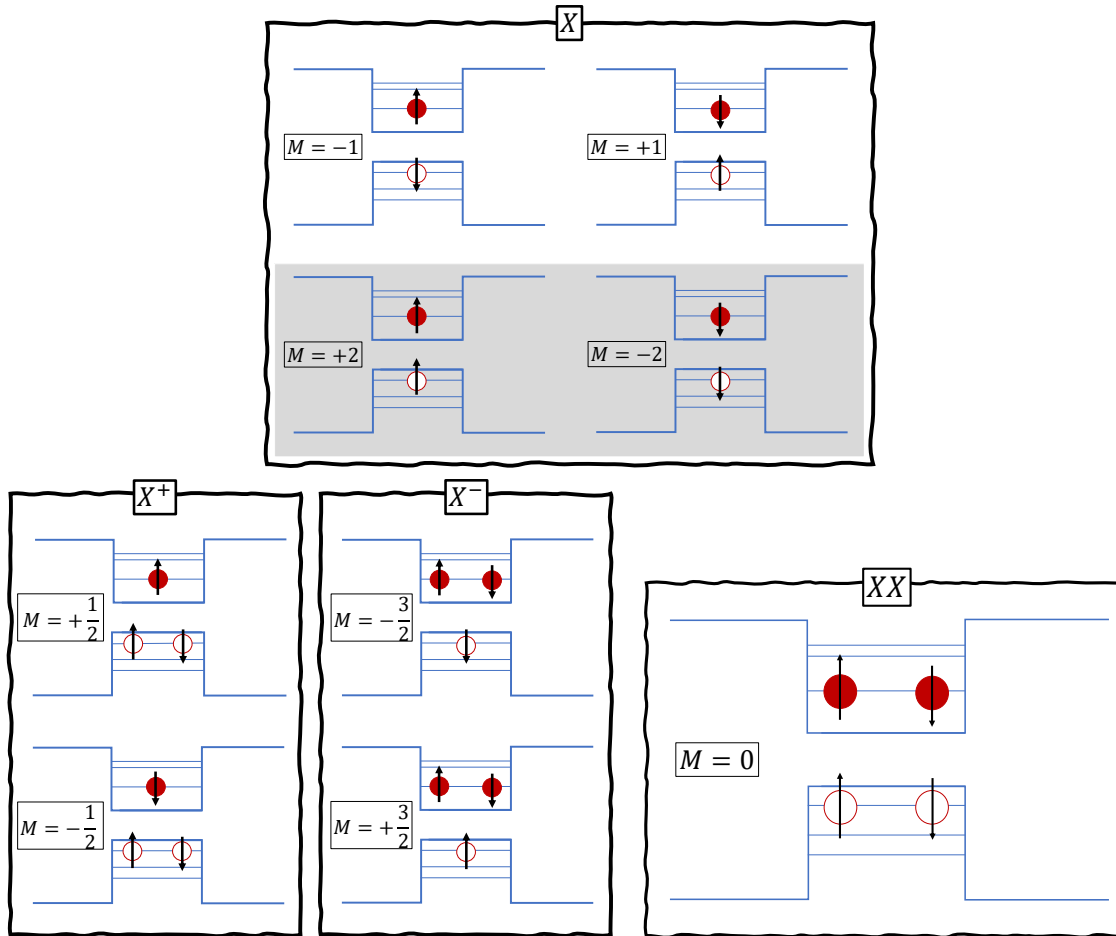 X
M = −1
M = +1
M = +2
M = −2
X⁺
X⁻
M = +1/2
M = −3/2
XX
M = 0
M = −1/2
M = +3/2